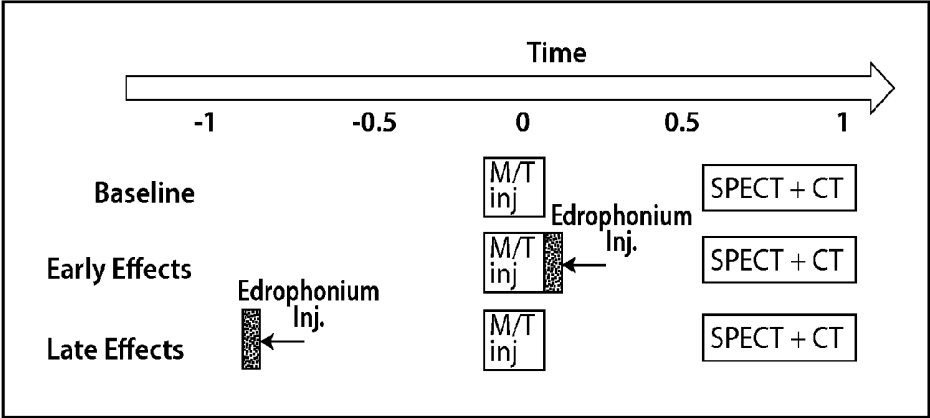 Time
-1 -0.5 0 0.5 1
Baseline
M/T
inj
SPECT + CT
Early Effects
M/T
inj
Edrophonium
Inj.
SPECT + CT
Late Effects
Edrophonium
Inj.
M/T
inj
SPECT + CT